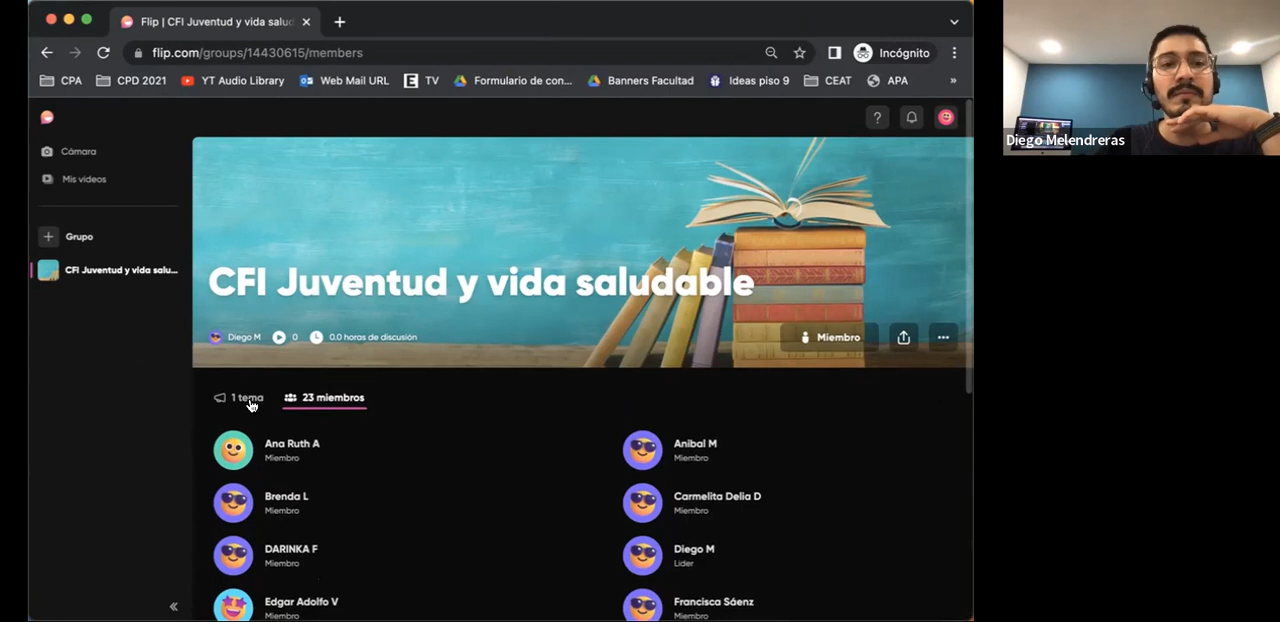 Flip | CFI Juventud y vida salud
flip.com/groups/14430615/members
Incógnito
CPA
CPD 2021
YT Audio Library
Web Mail URL
TV
Formulario de con...
Banners Facultad
Ideas piso 9
CEAT
APA
»
Diego Melendreras
?
Cámara
Mis videos
Grupo
CFI Juventud y vida salu...
CFI Juventud y vida saludable
Diego M
0
0.0 horas de discusión
Miembro
1 tema
23 miembros
Ana Ruth A
Miembro
Anibal M
Miembro
Brenda L
Miembro
Carmelita Delia D
Miembro
DARINKA F
Miembro
Diego M
Líder
Edgar Adolfo V
Miembro
Francisca Sáenz
Miembro
«